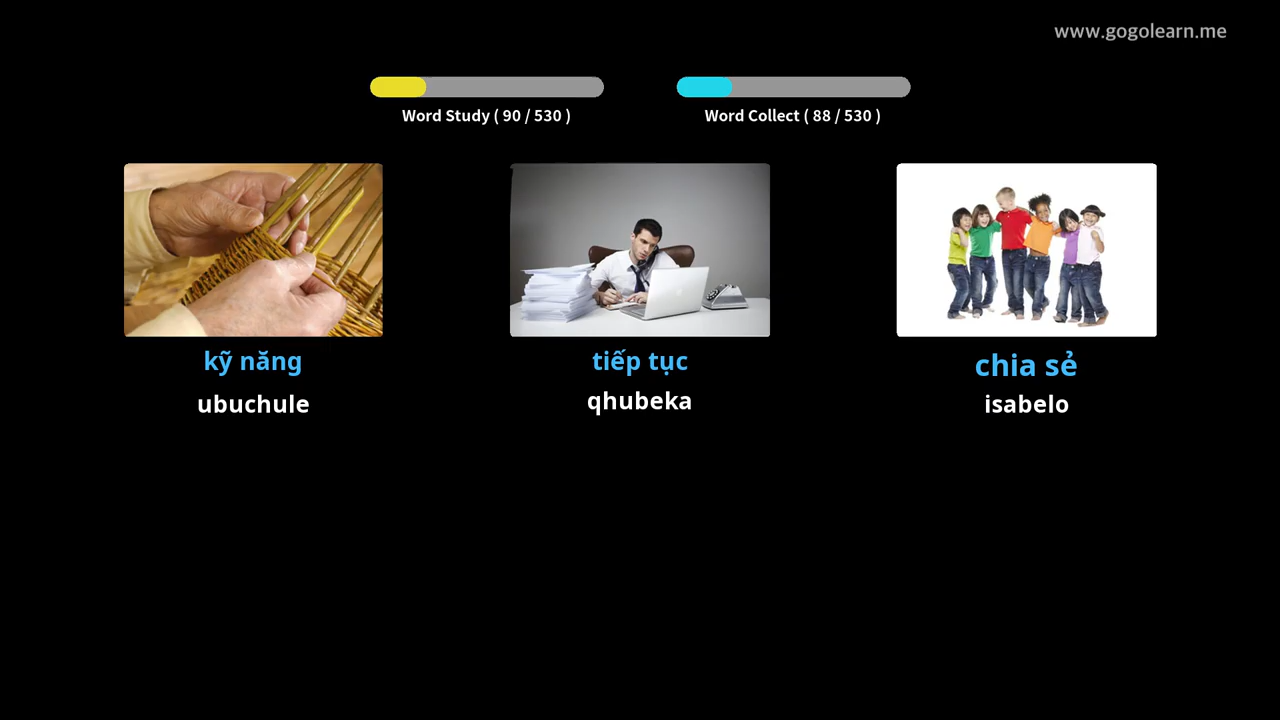 www.gogolearn.me
Word Study ( 90 / 530 )
Word Collect ( 88 / 530 )
kỹ năng
ubuchule
tiếp tục
qhubeka
chia sẻ
isabelo